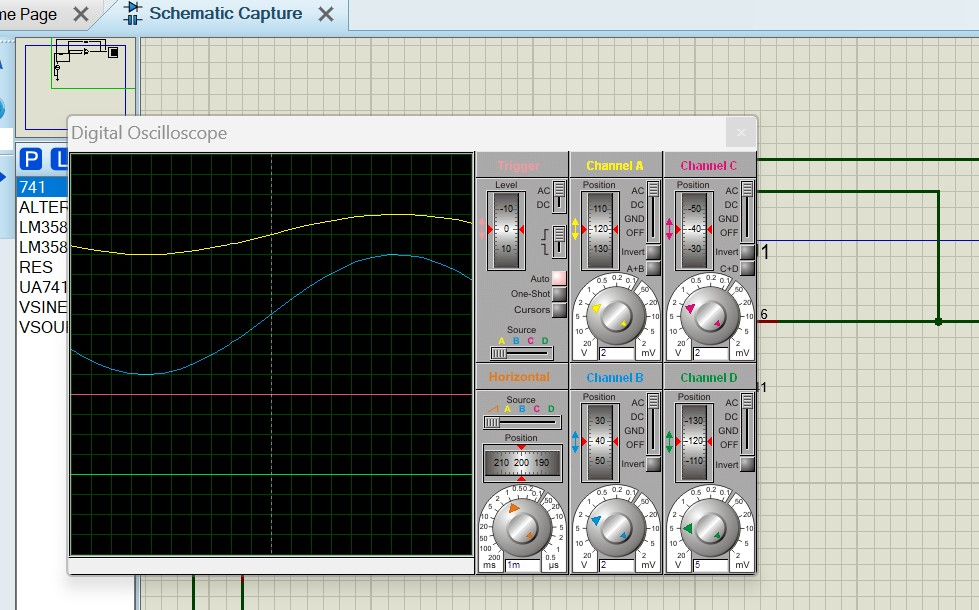 me Page
Schematic Capture
Digital Oscilloscope
P L
741
ALTER
LM358
LM358
RES
UA741
VSINE
VSOU
Trigger
Level
-10
0
10
AC
DC
Auto
One-Shot
Cursors
Source
A B C D
Channel A
Position
110
120
130
AC
DC
GND
OFF
Invert
A+B
V 2 mV
Channel C
Position
-50
-40
-30
AC
DC
GND
OFF
Invert
C+D
V 2 mV
Horizontal
Source
A B C D
Position
210 200 190
ms 1m µs
Channel B
Position
30
40
50
AC
DC
GND
OFF
Invert
V 2 mV
Channel D
Position
-130
-120
-110
AC
DC
GND
OFF
Invert
V 5 mV
1
6